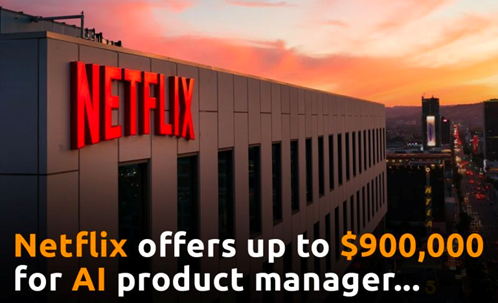 NETFLIX
Netflix offers up to $900,000
for AI product manager...